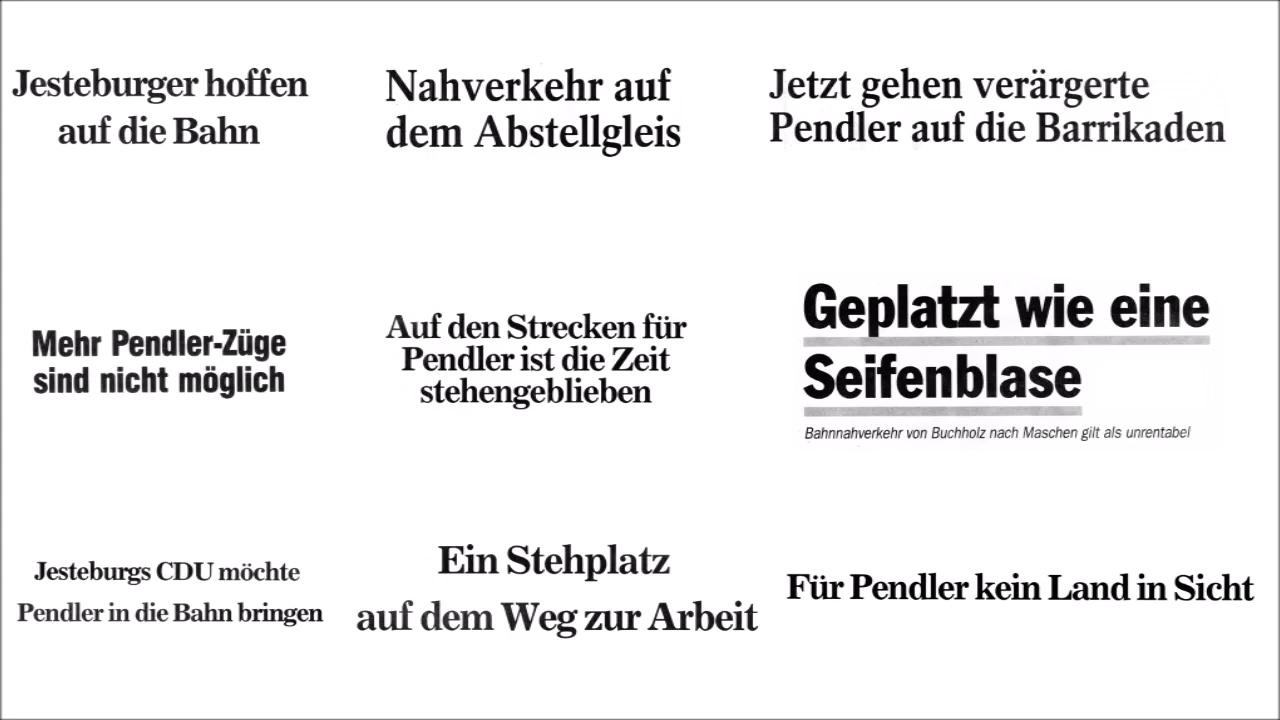 Jesteburger hoffen
auf die Bahn
Nahverkehr auf
dem Abstellgleis
Jetzt gehen verärgerte
Pendler auf die Barrikaden
Mehr Pendler-Züge
sind nicht möglich
Auf den Strecken für
Pendler ist die Zeit
stehengeblieben
Geplatzt wie eine
Seifenblase
Bahnnahverkehr von Buchholz nach Maschen gilt als unrentabel
Jesteburgs CDU möchte
Pendler in die Bahn bringen
Ein Stehplatz
auf dem Weg zur Arbeit
Für Pendler kein Land in Sicht